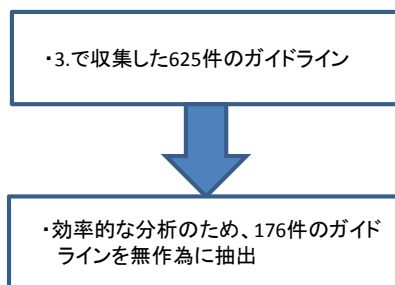 ・3.で収集した625件のガイドライン
・効率的な分析のため、176件のガイド
ラインを無作為に抽出